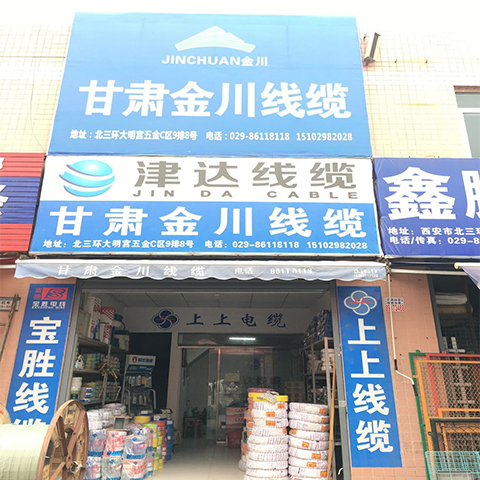 JINCHUAN金川
甘肃金川线缆
地址：北三环大明宫五金C区9排8号 电话：029-86118118 15102982028
津达线缆
JIN DA CABLE
甘肃金川线缆
地址：北三环大明宫五金C区9排8号 电话：029-86118118 15102982028
鑫胜
地址：西安市北三环
电话/传真：029-8
甘肃金川线缆 电话：86118118
上上电缆
宝胜线缆
上上线缆